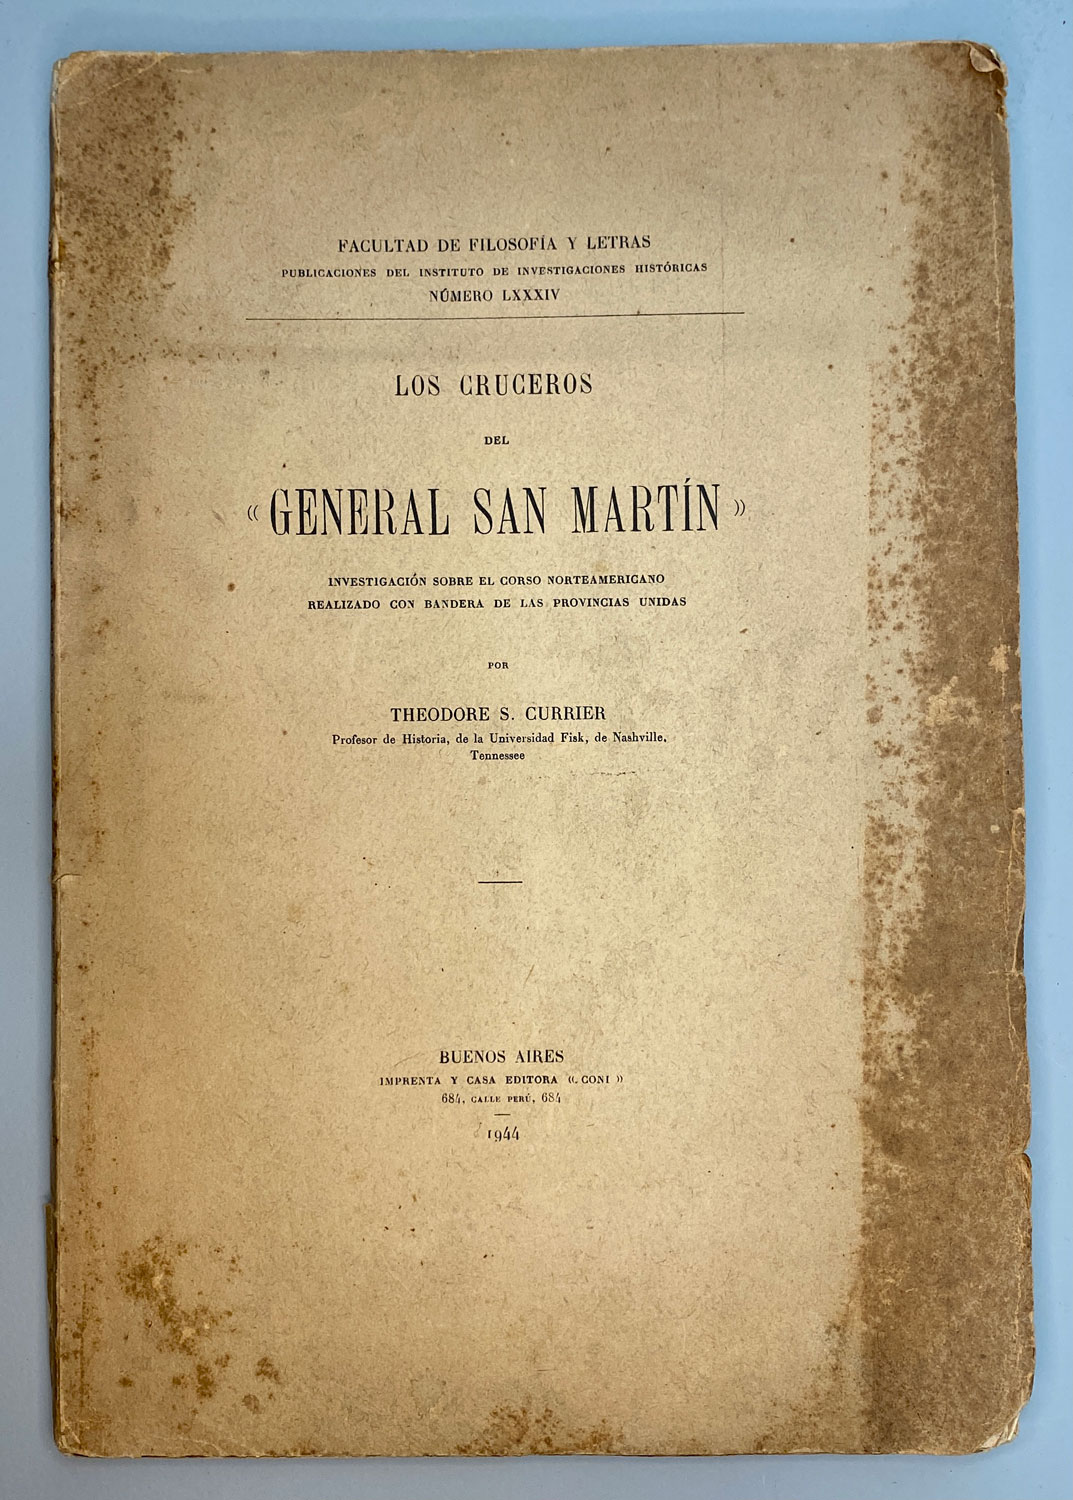 FACULTAD DE FILOSOFÍA Y LETRAS
PUBLICACIONES DEL INSTITUTO DE INVESTIGACIONES HISTÓRICAS
NÚMERO LXXXIV
LOS CRUCEROS
DEL
« GENERAL SAN MARTÍN »
INVESTIGACIÓN SOBRE EL CORSO NORTEAMERICANO
REALIZADO CON BANDERA DE LAS PROVINCIAS UNIDAS
POR
THEODORE S. CURRIER
Profesor de Historia, de la Universidad Fisk, de Nashville,
Tennessee
BUENOS AIRES
IMPRENTA Y CASA EDITORA « CONI »
684, CALLE PERÚ, 684
1944